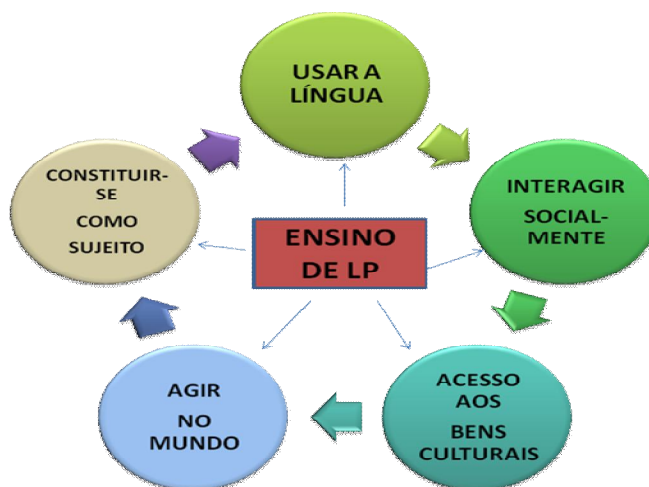 USAR A
LÍNGUA
INTERAGIR
SOCIAL-
MENTE
ACESSO
AOS
BENS
CULTURAIS
AGIR
NO
MUNDO
CONSTITUIR-
SE
COMO
SUJEITO
ENSINO
DE LP